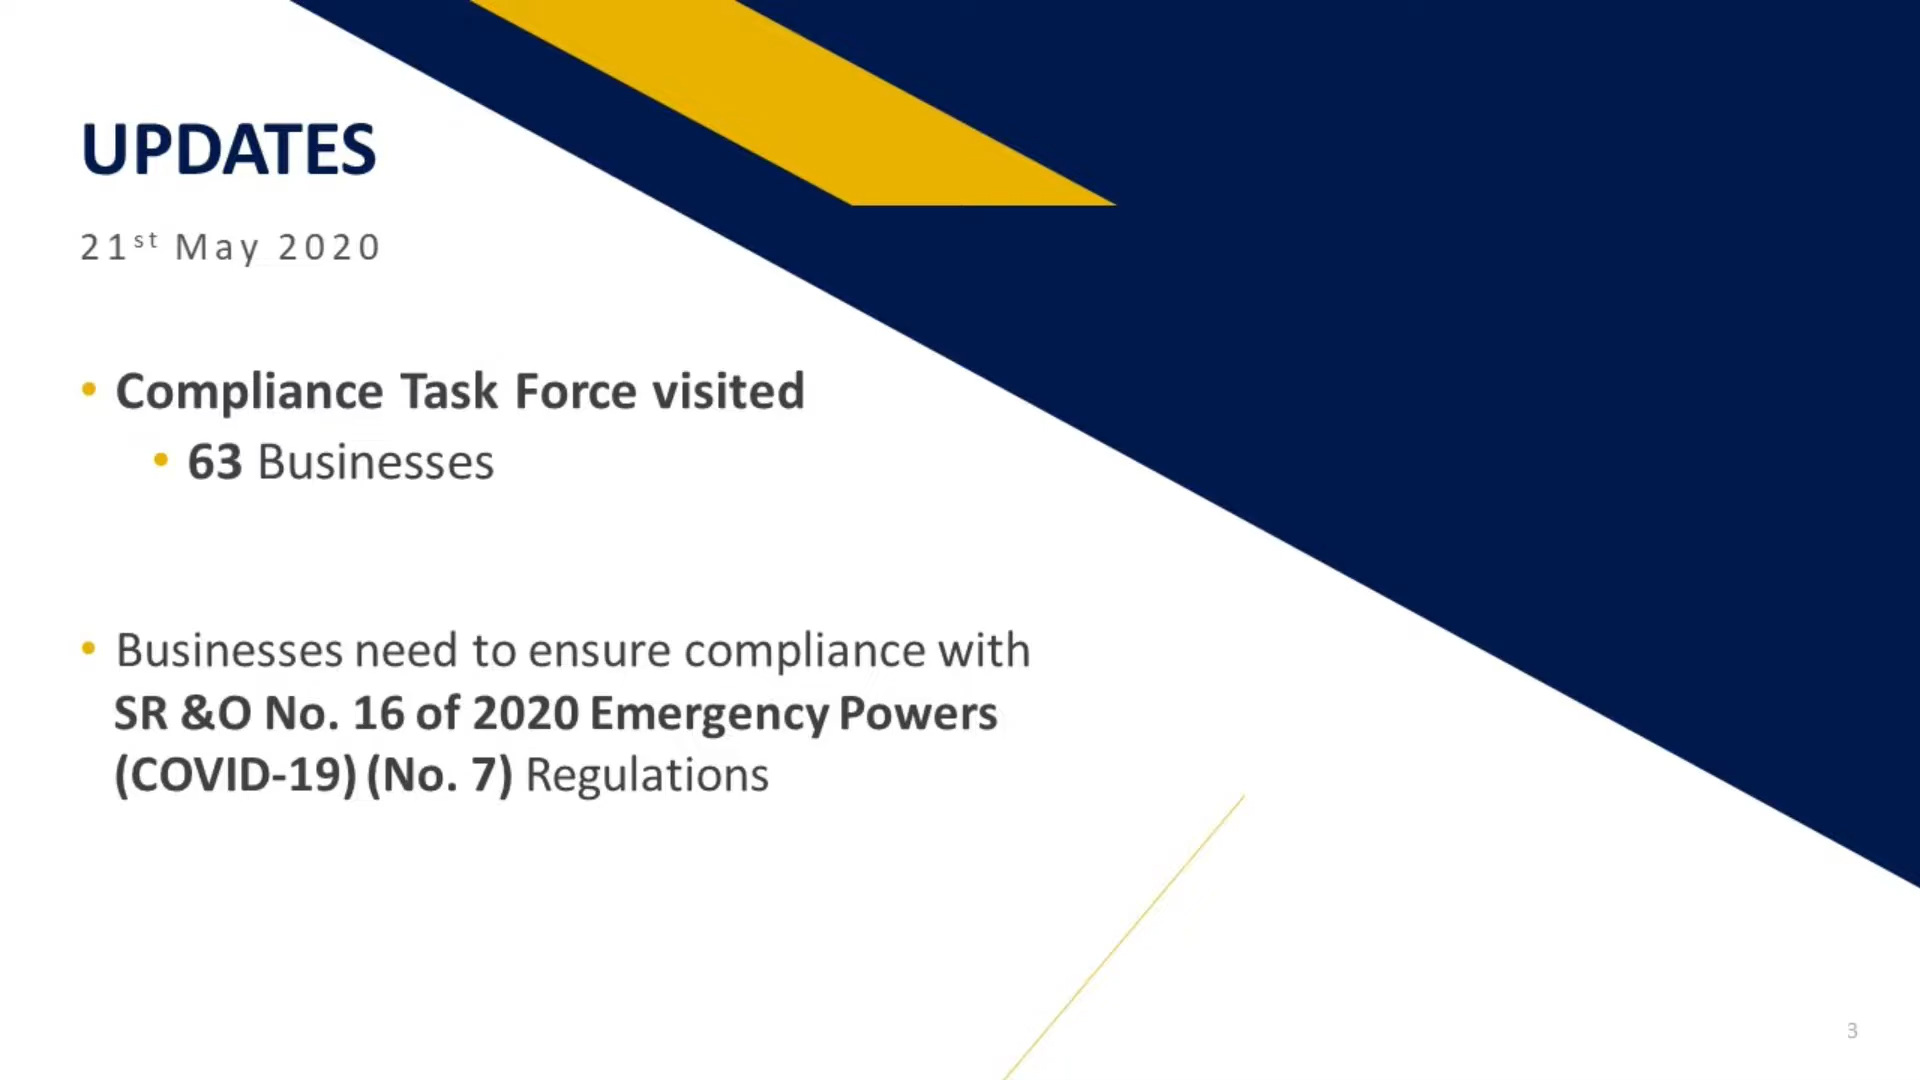 UPDATES
21st May 2020
• Compliance Task Force visited
• 63 Businesses
• Businesses need to ensure compliance with
SR &O No. 16 of 2020 Emergency Powers
(COVID-19) (No. 7) Regulations
3